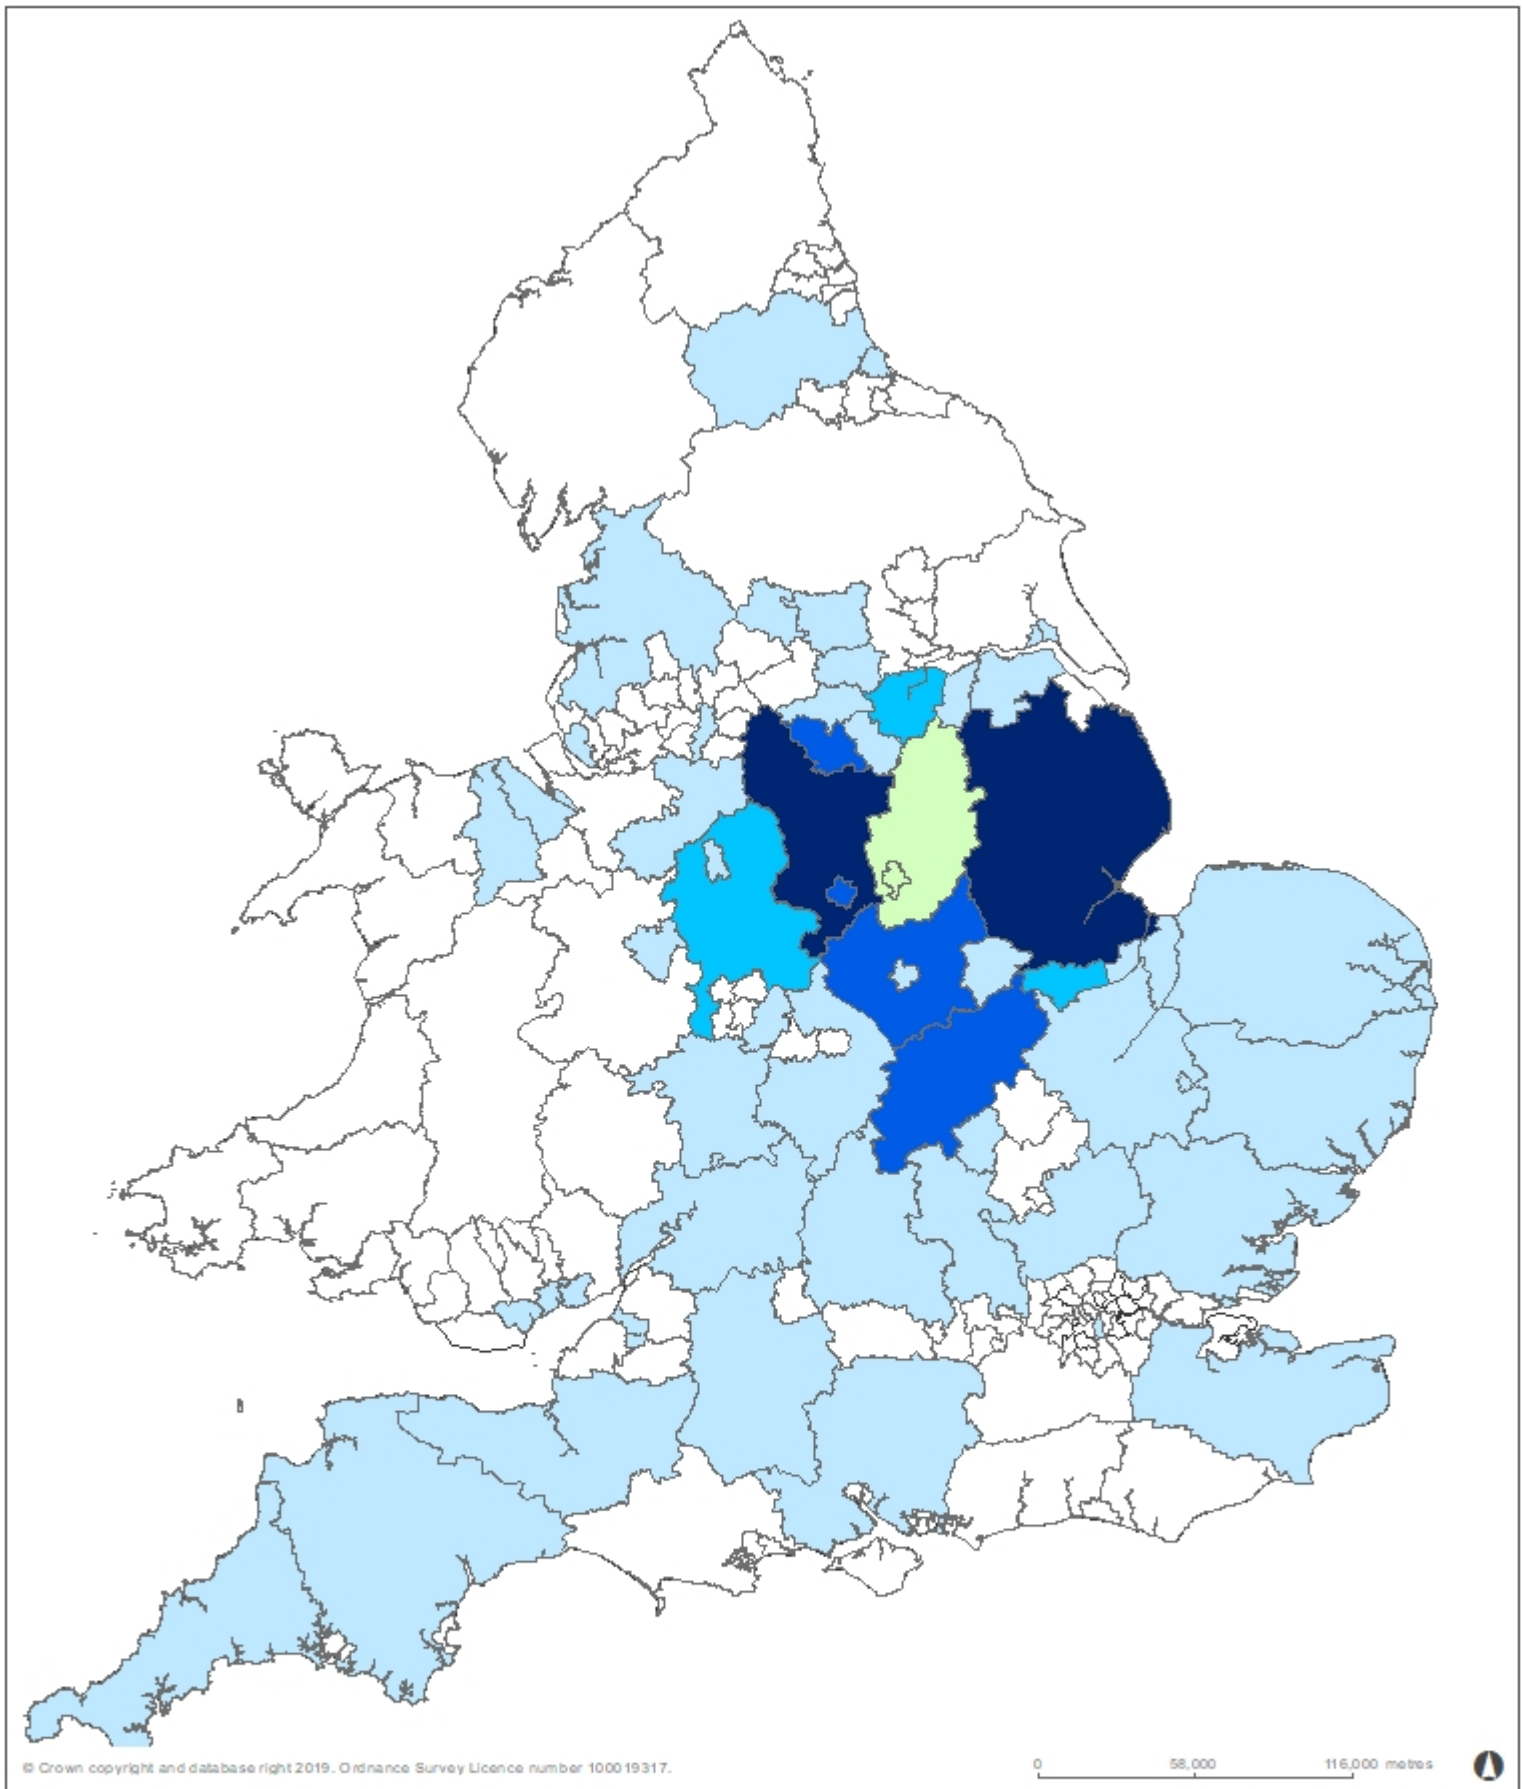 © Crown copyright and database right 2019. Ordnance Survey Licence number 100019317.
0 58,000 116,000 metres